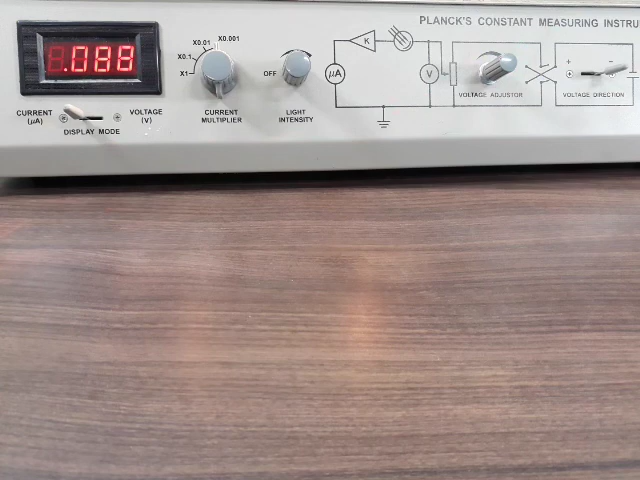 PLANCK'S CONSTANT MEASURING INSTRU
.088
X0.001
X0.01
X0.1
X1
OFF
K
μA
V
+
−
CURRENT
(μA)
VOLTAGE
(V)
DISPLAY MODE
CURRENT
MULTIPLIER
LIGHT
INTENSITY
VOLTAGE ADJUSTOR
VOLTAGE DIRECTION